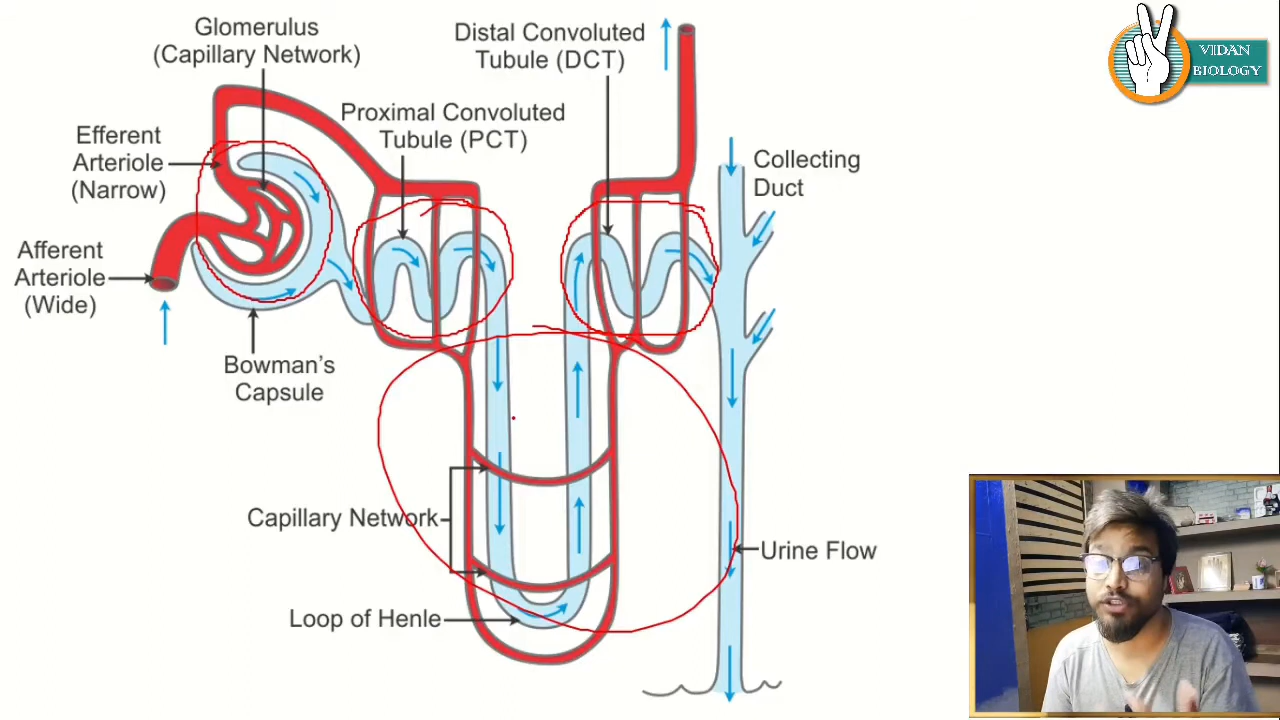 Glomerulus
(Capillary Network)
Distal Convoluted
Tubule (DCT)
VIDAN
BIOLOGY
Proximal Convoluted
Tubule (PCT)
Efferent
Arteriole
(Narrow)
Collecting
Duct
Afferent
Arteriole
(Wide)
Bowman's
Capsule
Capillary Network
Urine Flow
Loop of Henle